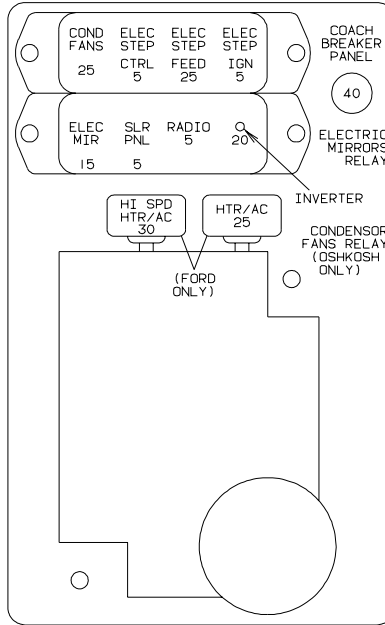 COND ELEC ELEC ELEC
FANS STEP STEP STEP
CTRL FEED IGN
25 5 25 5
COACH
BREAKER
PANEL
40
ELEC SLR RADIO
MIR PNL 5 20
15 5
ELECTRIC
MIRRORS
RELAY
INVERTER
HI SPD
HTR/AC
30
HTR/AC
25
(FORD
ONLY)
CONDENSOR
FANS RELAY
(OSHKOSH
ONLY)